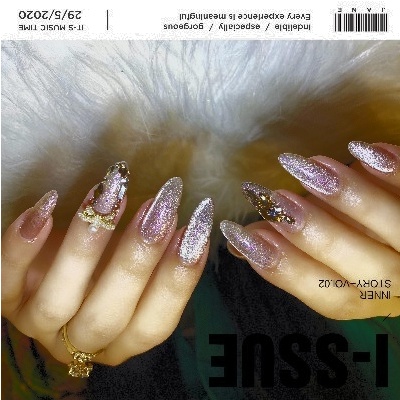 I-SSUE
INNER
STORY-VOl.02
JANE
indelible / especially / gorgeous
Every experience is meaningful
IT-S MUSIC TIME
29/5/2020